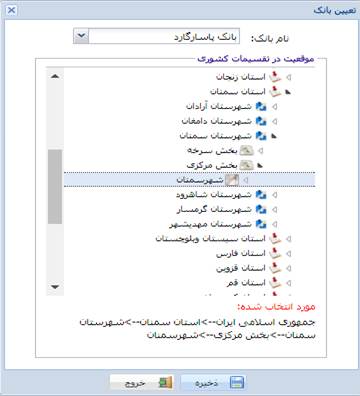 تعیین بانک
نام بانک: بانک پاسارگارد
موقعیت در تقسیمات کشوری
استان زنجان
استان سمنان
شهرستان آرادان
شهرستان دامغان
شهرستان سمنان
بخش سرخه
بخش مرکزی
شهرسمنان
شهرستان شاهرود
شهرستان گرمسار
شهرستان مهدیشهر
استان سیستان وبلوچستان
استان فارس
استان قزوین
استان قم
مورد انتخاب شده:
جمهوری اسلامی ایران-->استان سمنان-->شهرستان
سمنان-->بخش مرکزی-->شهرسمنان
ذخیره خروج